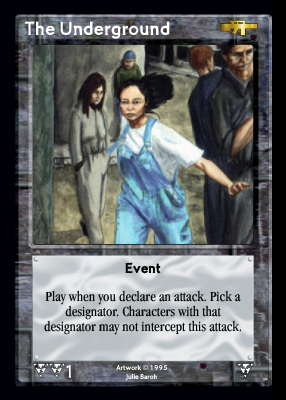 The Underground
Event
Play when you declare an attack. Pick a
designator. Characters with that
designator may not intercept this attack.
1
Artwork © 1995
Julie Baroh